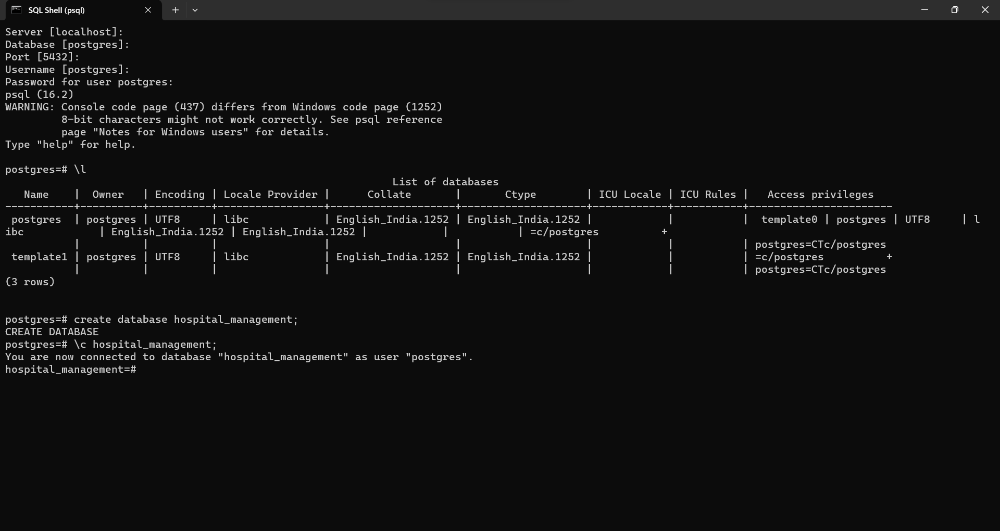 SQL Shell (psql)
Server [localhost]:
Database [postgres]:
Port [5432]:
Username [postgres]:
Password for user postgres:
psql (16.2)
WARNING: Console code page (437) differs from Windows code page (1252)
         8-bit characters might not work correctly. See psql reference
         page "Notes for Windows users" for details.
Type "help" for help.

postgres=# \l
                                                              List of databases
   Name    |  Owner   | Encoding | Locale Provider |      Collate       |       Ctype        | ICU Locale | ICU Rules |   Access privileges
-----------+----------+----------+-----------------+--------------------+--------------------+------------+-----------+-----------------------
 postgres  | postgres | UTF8     | libc            | English_India.1252 | English_India.1252 |            |           |  template0 | postgres | UTF8     | l
ibc            | English_India.1252 | English_India.1252 |            |           | =c/postgres          +
           |          |          |                 |                    |                    |            |           | postgres=CTc/postgres
 template1 | postgres | UTF8     | libc            | English_India.1252 | English_India.1252 |            |           | =c/postgres          +
           |          |          |                 |                    |                    |            |           | postgres=CTc/postgres
(3 rows)

postgres=# create database hospital_management;
CREATE DATABASE
postgres=# \c hospital_management;
You are now connected to database "hospital_management" as user "postgres".
hospital_management=#